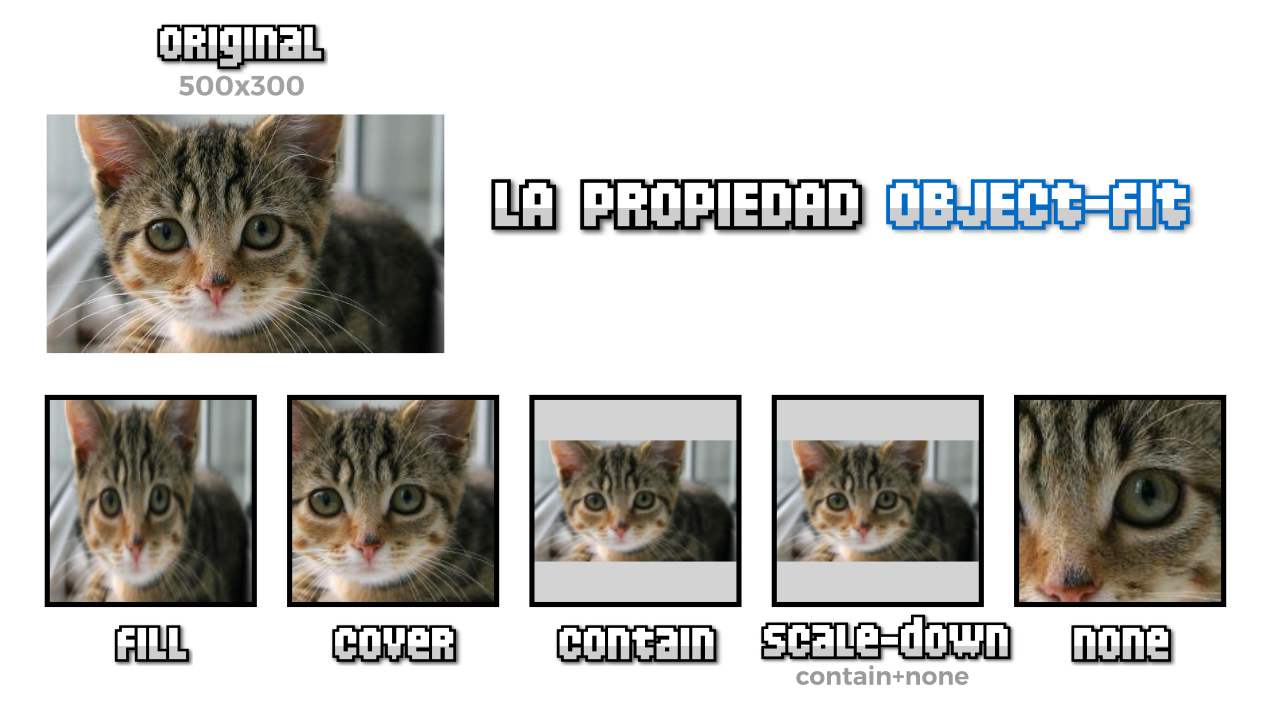 ORIGINAL
500x300
LA PROPIEDAD OBJECT-FIT
FILL
COVER
CONTAIN
SCALE-DOWN
contain+none
NONE